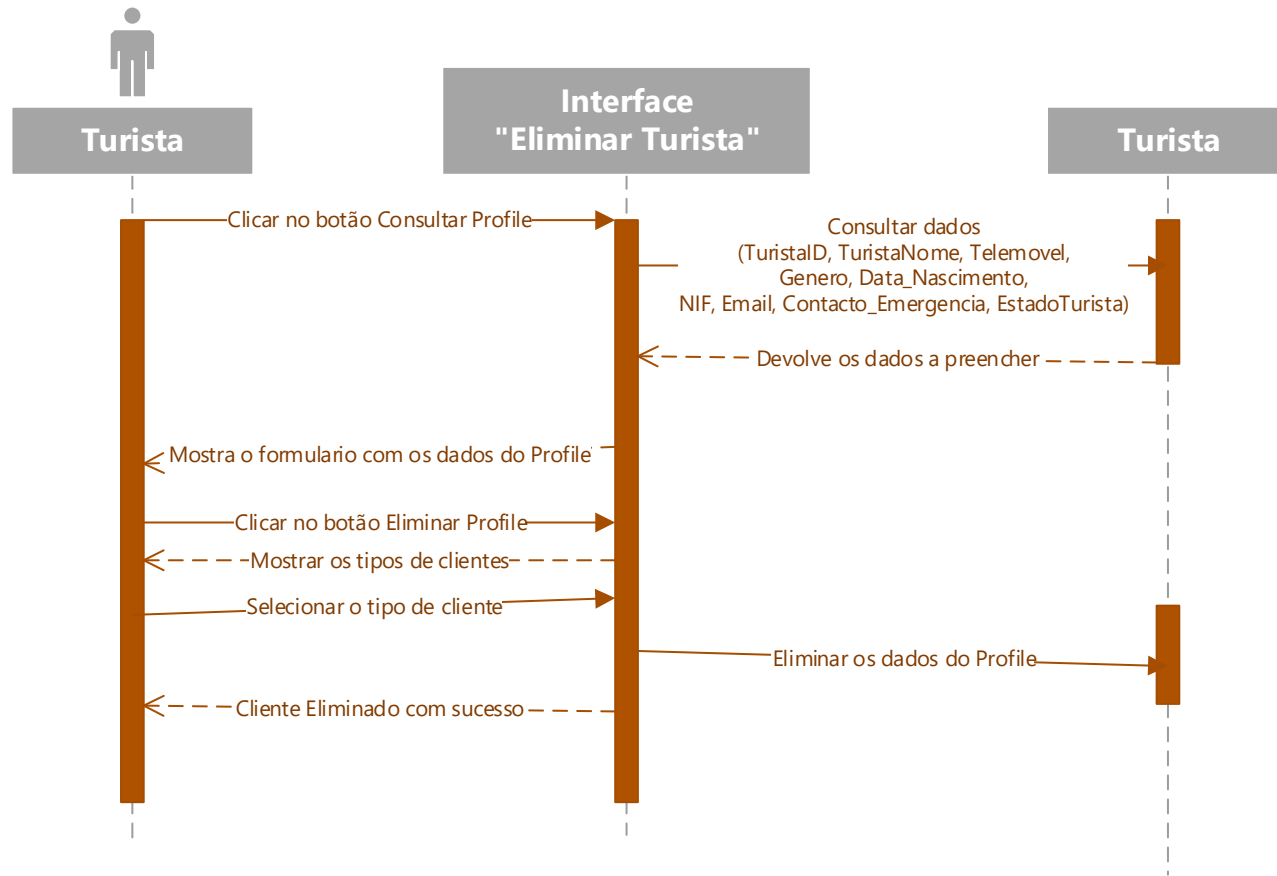 Turista
Interface
"Eliminar Turista"
Turista
Clicar no botão Consultar Profile
Consultar dados
(TuristaID, TuristaNome, Telemovel,
Genero, Data_Nascimento,
NIF, Email, Contacto_Emergencia, EstadoTurista)
Devolve os dados a preencher
Mostra o formulario com os dados do Profile
Clicar no botão Eliminar Profile
Mostrar os tipos de clientes
Selecionar o tipo de cliente
Eliminar os dados do Profile
Cliente Eliminado com sucesso